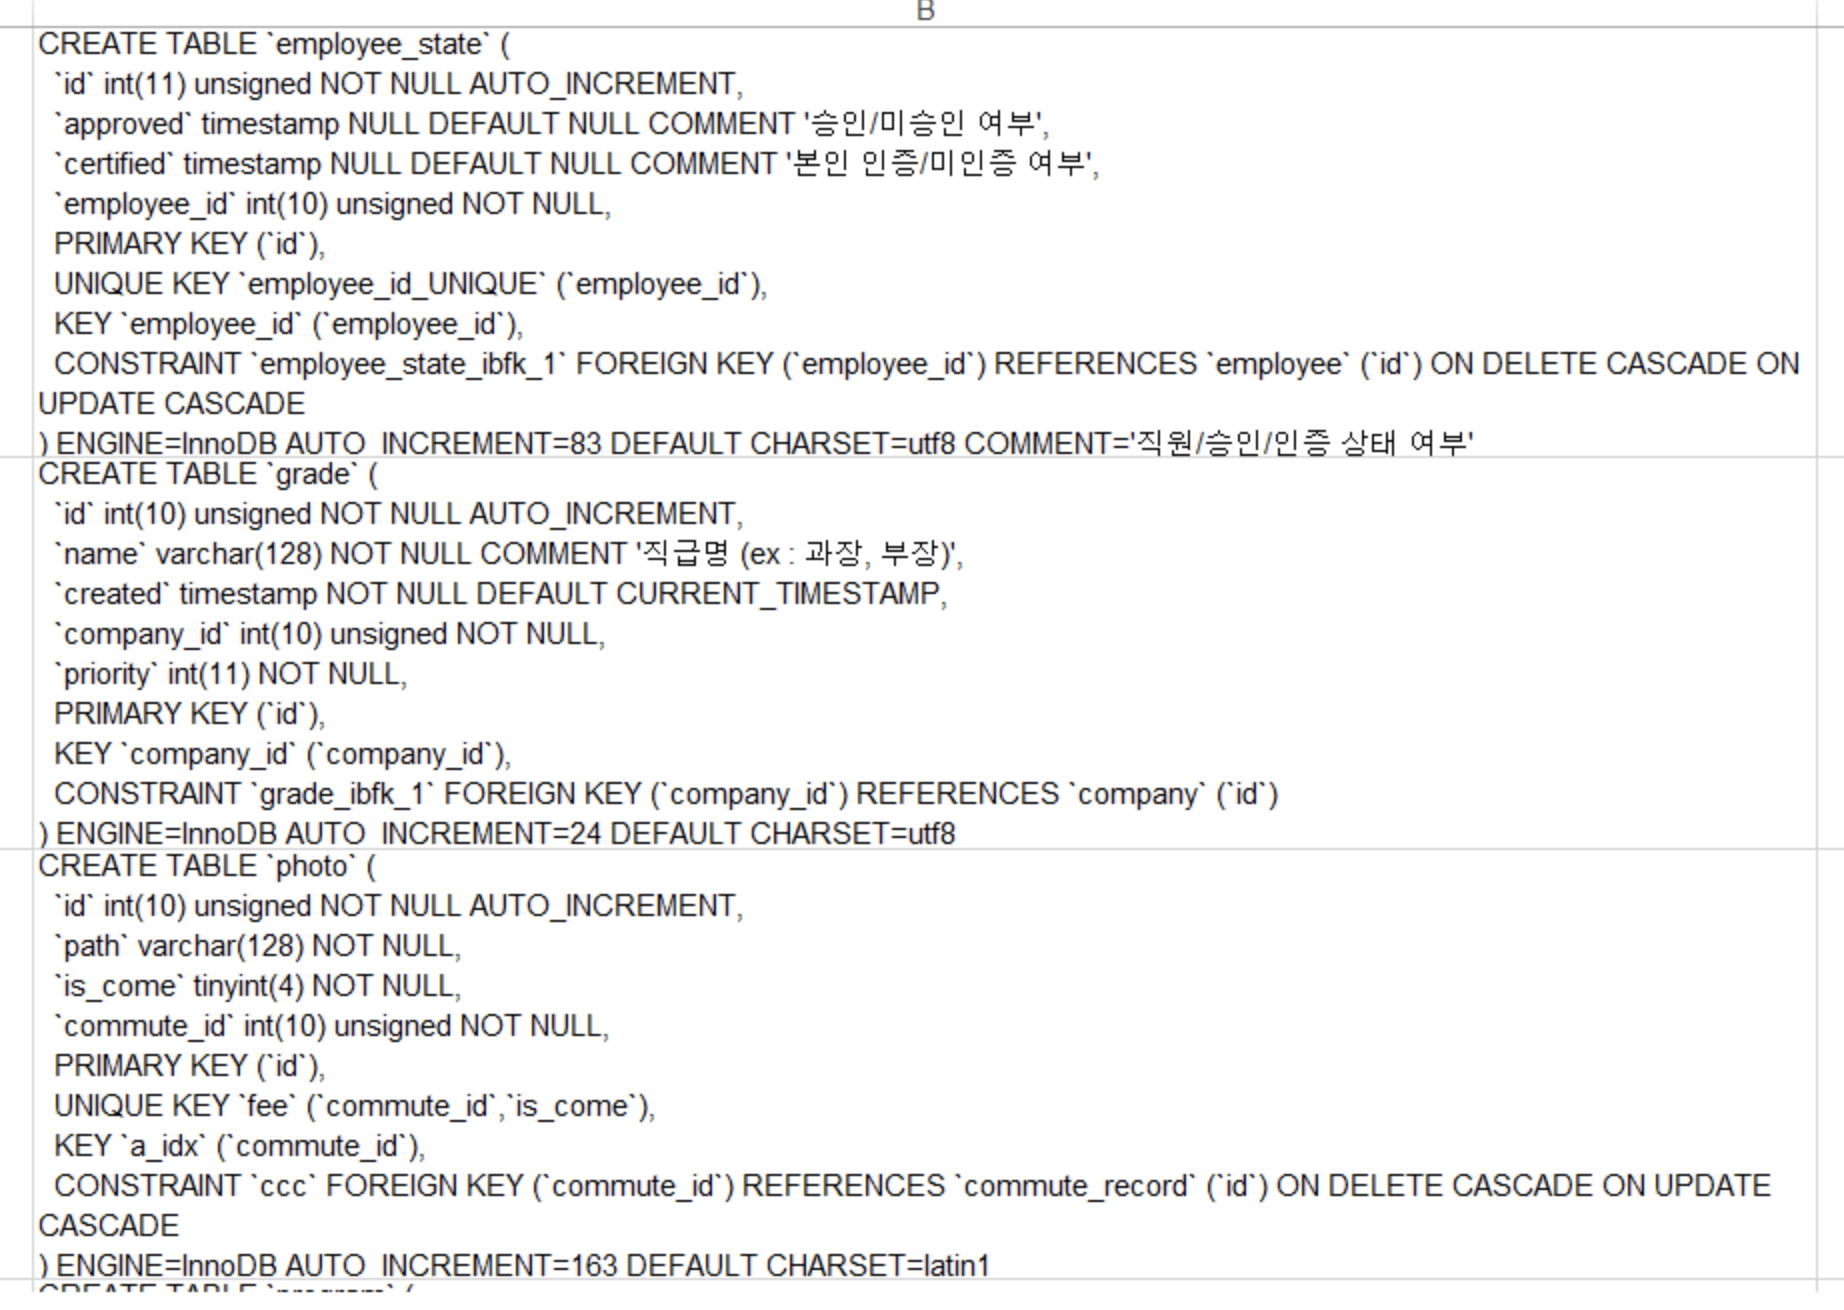 B
CREATE TABLE `employee_state` (
`id` int(11) unsigned NOT NULL AUTO_INCREMENT,
`approved` timestamp NULL DEFAULT NULL COMMENT '승인/미승인 여부',
`certified` timestamp NULL DEFAULT NULL COMMENT '본인 인증/미인증 여부',
`employee_id` int(10) unsigned NOT NULL,
PRIMARY KEY (`id`),
UNIQUE KEY `employee_id_UNIQUE` (`employee_id`),
KEY `employee_id` (`employee_id`),
CONSTRAINT `employee_state_ibfk_1` FOREIGN KEY (`employee_id`) REFERENCES `employee` (`id`) ON DELETE CASCADE ON
UPDATE CASCADE
) ENGINE=InnoDB AUTO_INCREMENT=83 DEFAULT CHARSET=utf8 COMMENT='직원/승인/인증 상태 여부'
CREATE TABLE `grade` (
`id` int(10) unsigned NOT NULL AUTO_INCREMENT,
`name` varchar(128) NOT NULL COMMENT '직급명 (ex : 과장, 부장)',
`created` timestamp NOT NULL DEFAULT CURRENT_TIMESTAMP,
`company_id` int(10) unsigned NOT NULL,
`priority` int(11) NOT NULL,
PRIMARY KEY (`id`),
KEY `company_id` (`company_id`),
CONSTRAINT `grade_ibfk_1` FOREIGN KEY (`company_id`) REFERENCES `company` (`id`)
) ENGINE=InnoDB AUTO_INCREMENT=24 DEFAULT CHARSET=utf8
CREATE TABLE `photo` (
`id` int(10) unsigned NOT NULL AUTO_INCREMENT,
`path` varchar(128) NOT NULL,
`is_come` tinyint(4) NOT NULL,
`commute_id` int(10) unsigned NOT NULL,
PRIMARY KEY (`id`),
UNIQUE KEY `fee` (`commute_id`,`is_come`),
KEY `a_idx` (`commute_id`),
CONSTRAINT `ccc` FOREIGN KEY (`commute_id`) REFERENCES `commute_record` (`id`) ON DELETE CASCADE ON UPDATE
CASCADE
) ENGINE=InnoDB AUTO_INCREMENT=163 DEFAULT CHARSET=latin1
CREATE TABLE